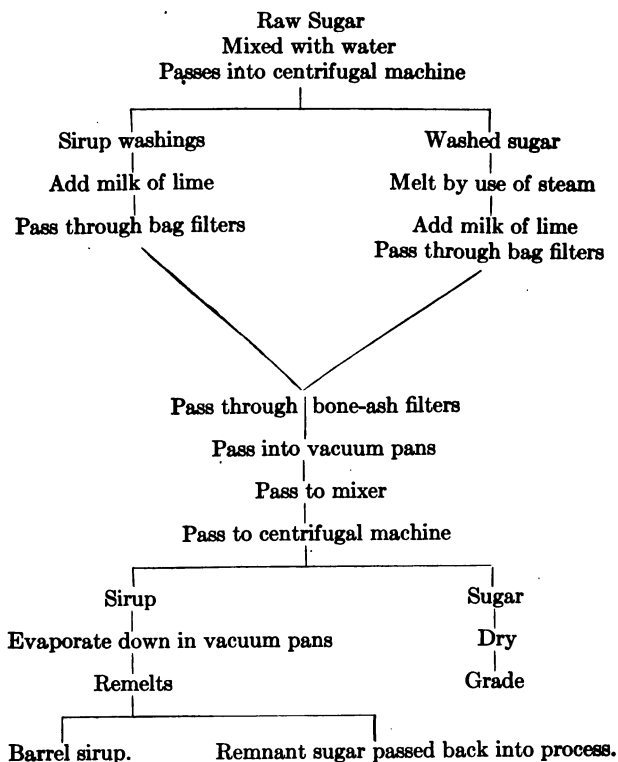 Raw Sugar
Mixed with water
Passes into centrifugal machine
Sirup washings
Washed sugar
Add milk of lime
Melt by use of steam
Pass through bag filters
Add milk of lime
Pass through bag filters
Pass through bone-ash filters
Pass into vacuum pans
Pass to mixer
Pass to centrifugal machine
Sirup
Sugar
Evaporate down in vacuum pans
Dry
Remelts
Grade
Barrel sirup.
Remnant sugar passed back into process.